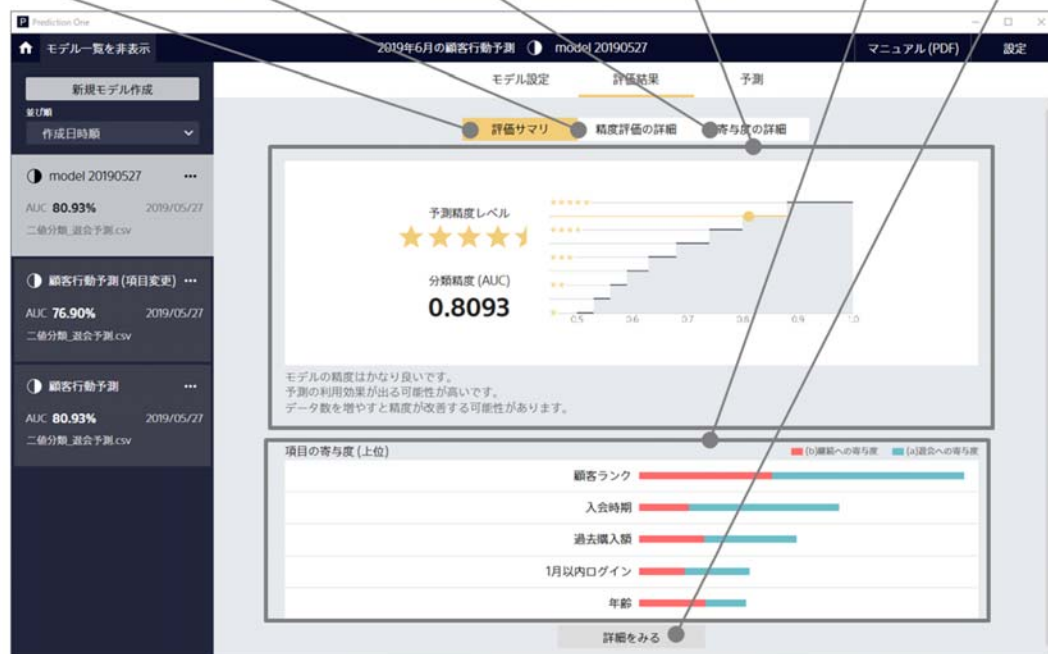 P Prediction One
モデル一覧を非表示
2019年6月の顧客行動予測 model 20190527
マニュアル (PDF)
設定
新規モデル作成
並び順
作成日時順
model 20190527 •••
AUC 80.93% 2019/05/27
二値分類_退会予測.csv
顧客行動予測 (項目変更) •••
AUC 76.90% 2019/05/27
二値分類_退会予測.csv
顧客行動予測 •••
AUC 80.93% 2019/05/27
二値分類_退会予測.csv
モデル設定 評価結果 予測
評価サマリ 精度評価の詳細 寄与度の詳細
予測精度レベル
分類精度 (AUC)
0.8093
0.5 0.6 0.7 0.8 0.9 1.0
モデルの精度はかなり良いです。
予測の利用効果が出る可能性が高いです。
データ数を増やすと精度が改善する可能性があります。
項目の寄与度 (上位)
(b)継続への寄与度 (a)退会への寄与度
顧客ランク
入会時期
過去購入額
1月以内ログイン
年齢
詳細をみる